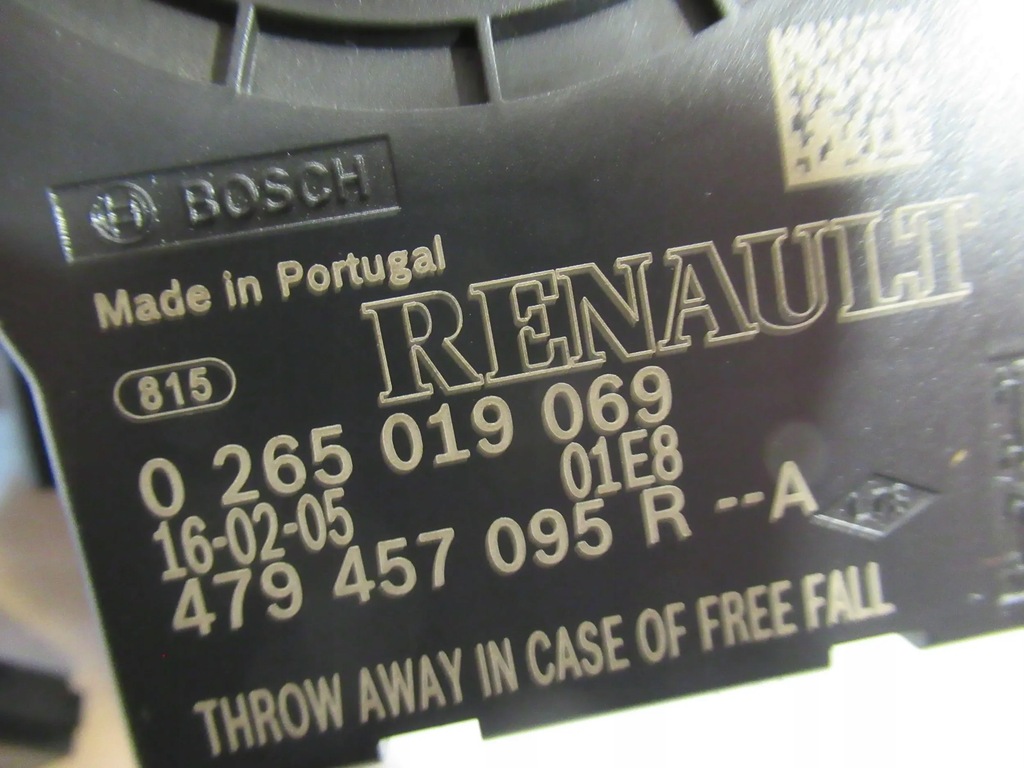 BOSCH
Made in Portugal
RENAULT
815
0 265 019 069
16-02-05 01E8
479 457 095 R --A
THROW AWAY IN CASE OF FREE FALL